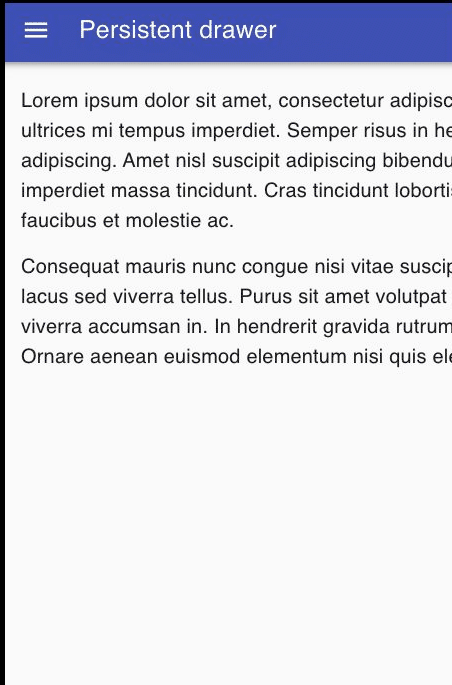 Persistent drawer
Lorem ipsum dolor sit amet, consectetur adipisc
ultrices mi tempus imperdiet. Semper risus in he
adipiscing. Amet nisl suscipit adipiscing bibendu
imperdiet massa tincidunt. Cras tincidunt loborti
faucibus et molestie ac.
Consequat mauris nunc congue nisi vitae suscip
lacus sed viverra tellus. Purus sit amet volutpat
viverra accumsan in. In hendrerit gravida rutrum
Ornare aenean euismod elementum nisi quis ele